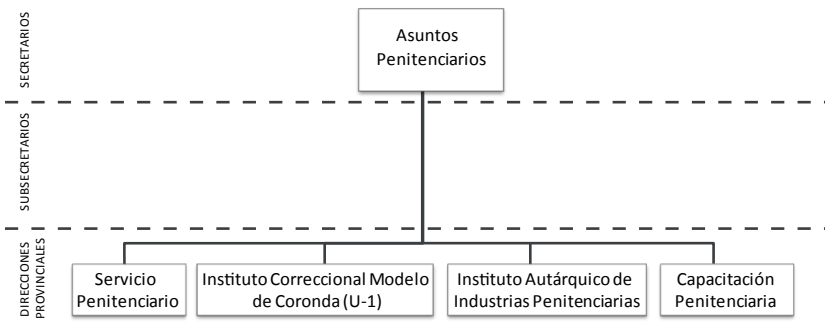 SECRETARIOS
Asuntos
Penitenciarios
SUBSECRETARIOS
DIRECCIONES
PROVINCIALES
Servicio
Penitenciario
Instituto Correccional Modelo
de Coronda (U-1)
Instituto Autárquico de
Industrias Penitenciarias
Capacitación
Penitenciaria